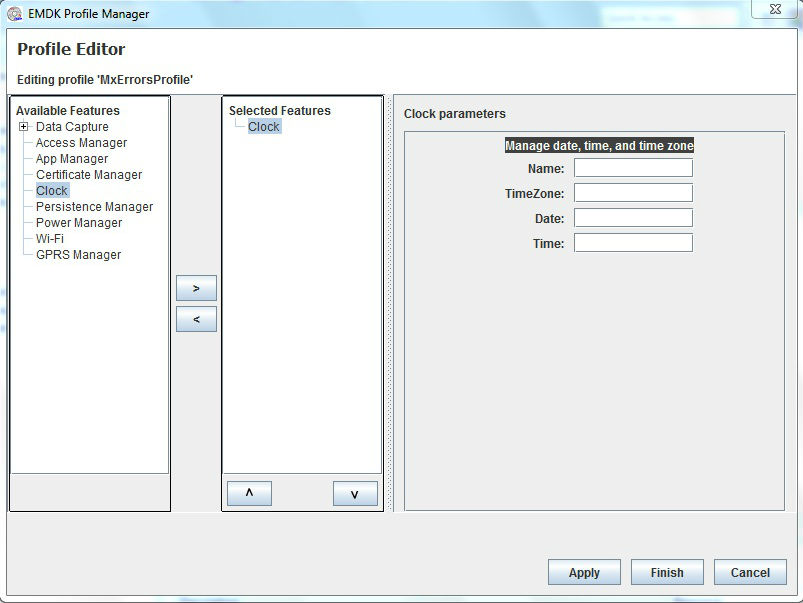 EMDK Profile Manager
Profile Editor
Editing profile 'MxErrorsProfile'
Available Features
Data Capture
Access Manager
App Manager
Certificate Manager
Clock
Persistence Manager
Power Manager
Wi-Fi
GPRS Manager
>
<
Selected Features
Clock
^
v
Clock parameters
Manage date, time, and time zone
Name:
TimeZone:
Date:
Time:
Apply
Finish
Cancel